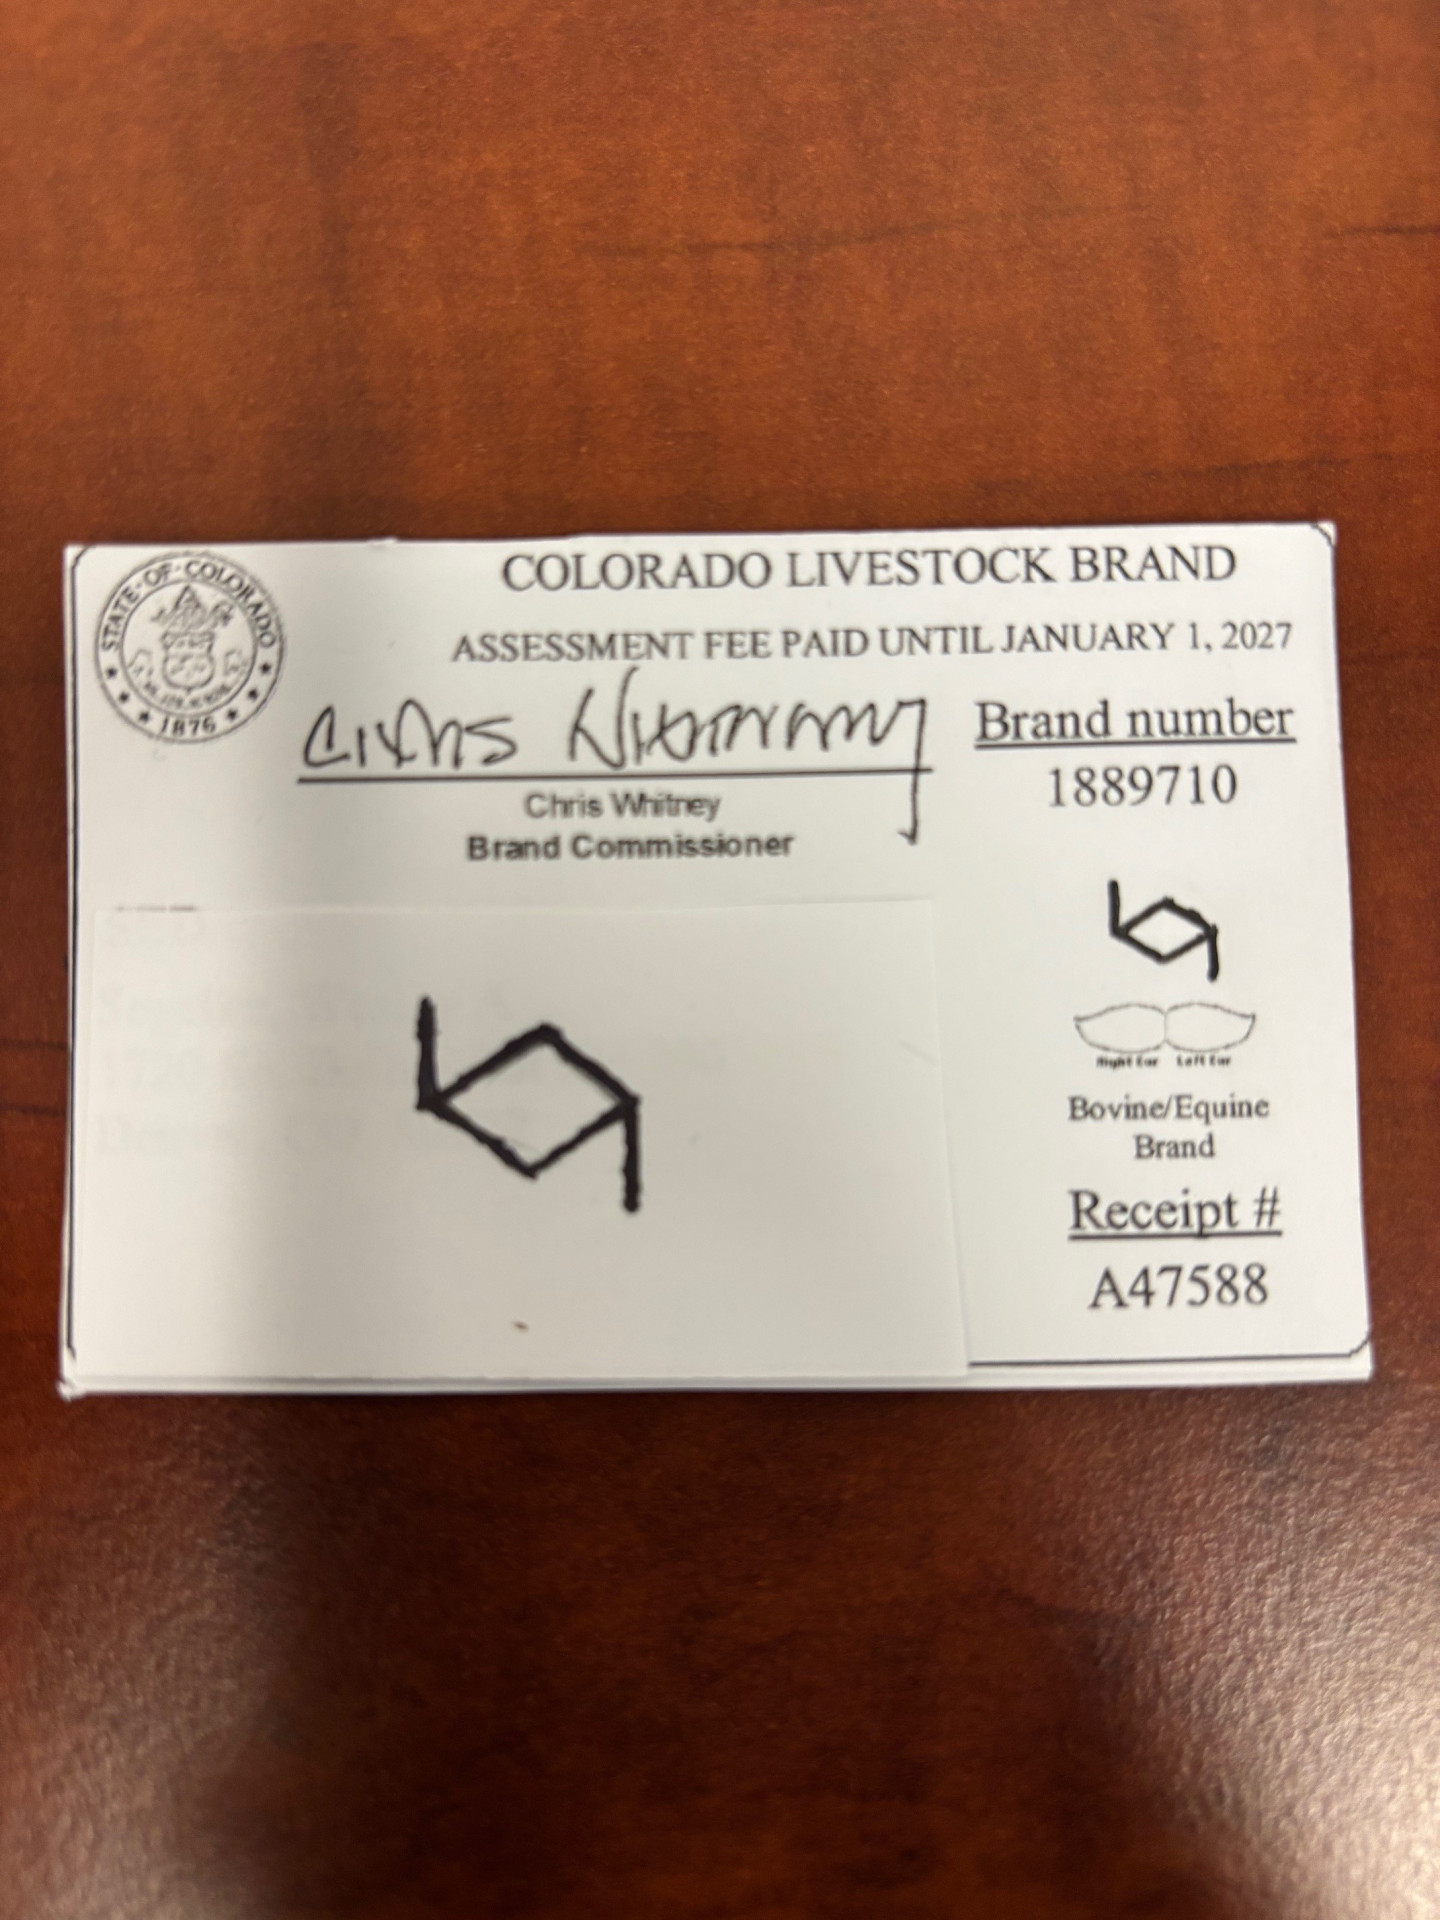 STATE OF COLORADO
1876
COLORADO LIVESTOCK BRAND
ASSESSMENT FEE PAID UNTIL JANUARY 1, 2027
Chris Whitney
Brand Commissioner
Brand number
1889710
Right Ear Left Ear
Bovine/Equine
Brand
Receipt #
A47588